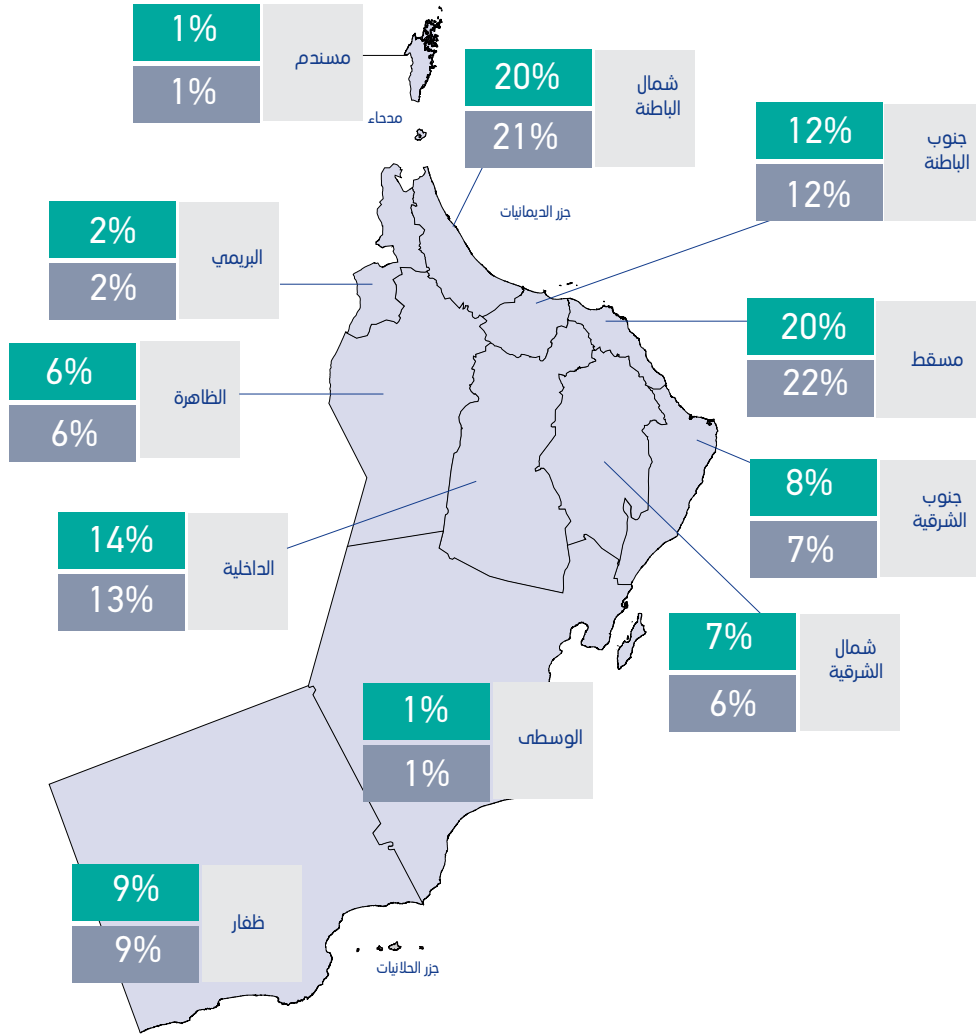 1%
1%
مسندم
مدحاء
20%
21%
شمال
الباطنة
12%
12%
جنوب
الباطنة
جزر الديمانيات
2%
2%
البريمي
20%
22%
مسقط
6%
6%
الظاهرة
8%
7%
جنوب
الشرقية
14%
13%
الداخلية
7%
6%
شمال
الشرقية
1%
1%
الوسطى
9%
9%
ظفار
جزر الحلانيات